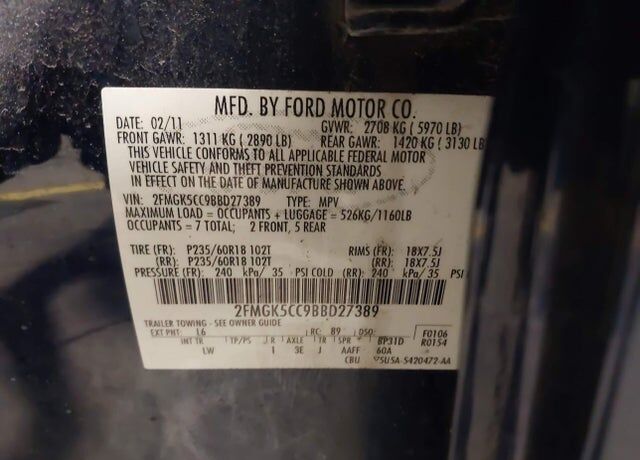 MFD. BY FORD MOTOR CO.
DATE: 02/11 GVWR: 2708 KG ( 5970 LB)
FRONT GAWR: 1311 KG ( 2890 LB) REAR GAWR: 1420 KG ( 3130 LB
THIS VEHICLE CONFORMS TO ALL APPLICABLE FEDERAL MOTOR
VEHICLE SAFETY AND THEFT PREVENTION STANDARDS
IN EFFECT ON THE DATE OF MANUFACTURE SHOWN ABOVE.
VIN: 2FMGK5CC9BBD27389 TYPE: MPV
MAXIMUM LOAD = OCCUPANTS + LUGGAGE = 526KG/1160LB
OCCUPANTS = 7 TOTAL; 2 FRONT, 5 REAR
TIRE (FR): P235/60R18 102T RIMS (FR): 18X7.5J
(RR): P235/60R18 102T (RR): 18X7.5J
PRESSURE (FR): 240 kPa/ 35 PSI COLD (RR): 240 kPa/ 35 PSI
2FMGK5CC9BBD27389
TRAILER TOWING - SEE OWNER GUIDE
EXT PNT: L6 RC: 89 DSO: F0106
INT TR TP/PS R AXLE TR SPR BP31D R0154
LW 1 3E J AAFF 60A
CBU 5U5A-5420472-AA